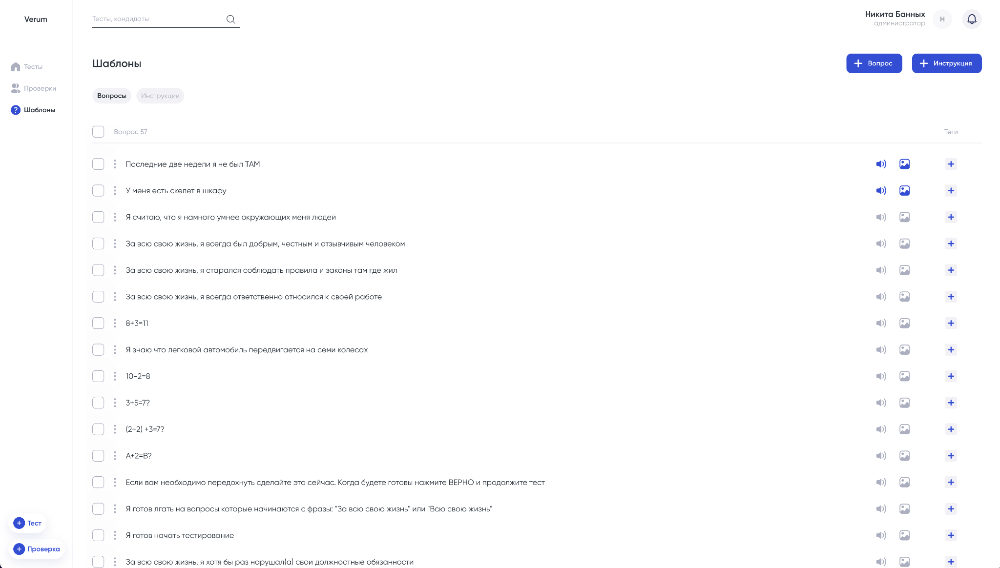 Verum
Тесты, кандидаты
Никита Банных
администратор
Н
Тесты
Проверки
Шаблоны
Шаблоны
Вопрос
Инструкция
Вопросы
Инструкции
Вопрос 57
Теги
Последние две недели я не был ТАМ
У меня есть скелет в шкафу
Я считаю, что я намного умнее окружающих меня людей
За всю свою жизнь, я всегда был добрым, честным и отзывчивым человеком
За всю свою жизнь, я старался соблюдать правила и законы там где жил
За всю свою жизнь, я всегда ответственно относился к своей работе
8+3=11
Я знаю что легковой автомобиль передвигается на семи колесах
10-2=8
3+5=7?
(2+2) +3=7?
А+2=В?
Если вам необходимо передохнуть сделайте это сейчас. Когда будете готовы нажмите ВЕРНО и продолжите тест
Я готов лгать на вопросы которые начинаются с фразы: "За всю свою жизнь" или "Всю свою жизнь"
Я готов начать тестирование
За всю свою жизнь, я хотя бы раз нарушал(а) свои должностные обязанности
Тест
Проверка